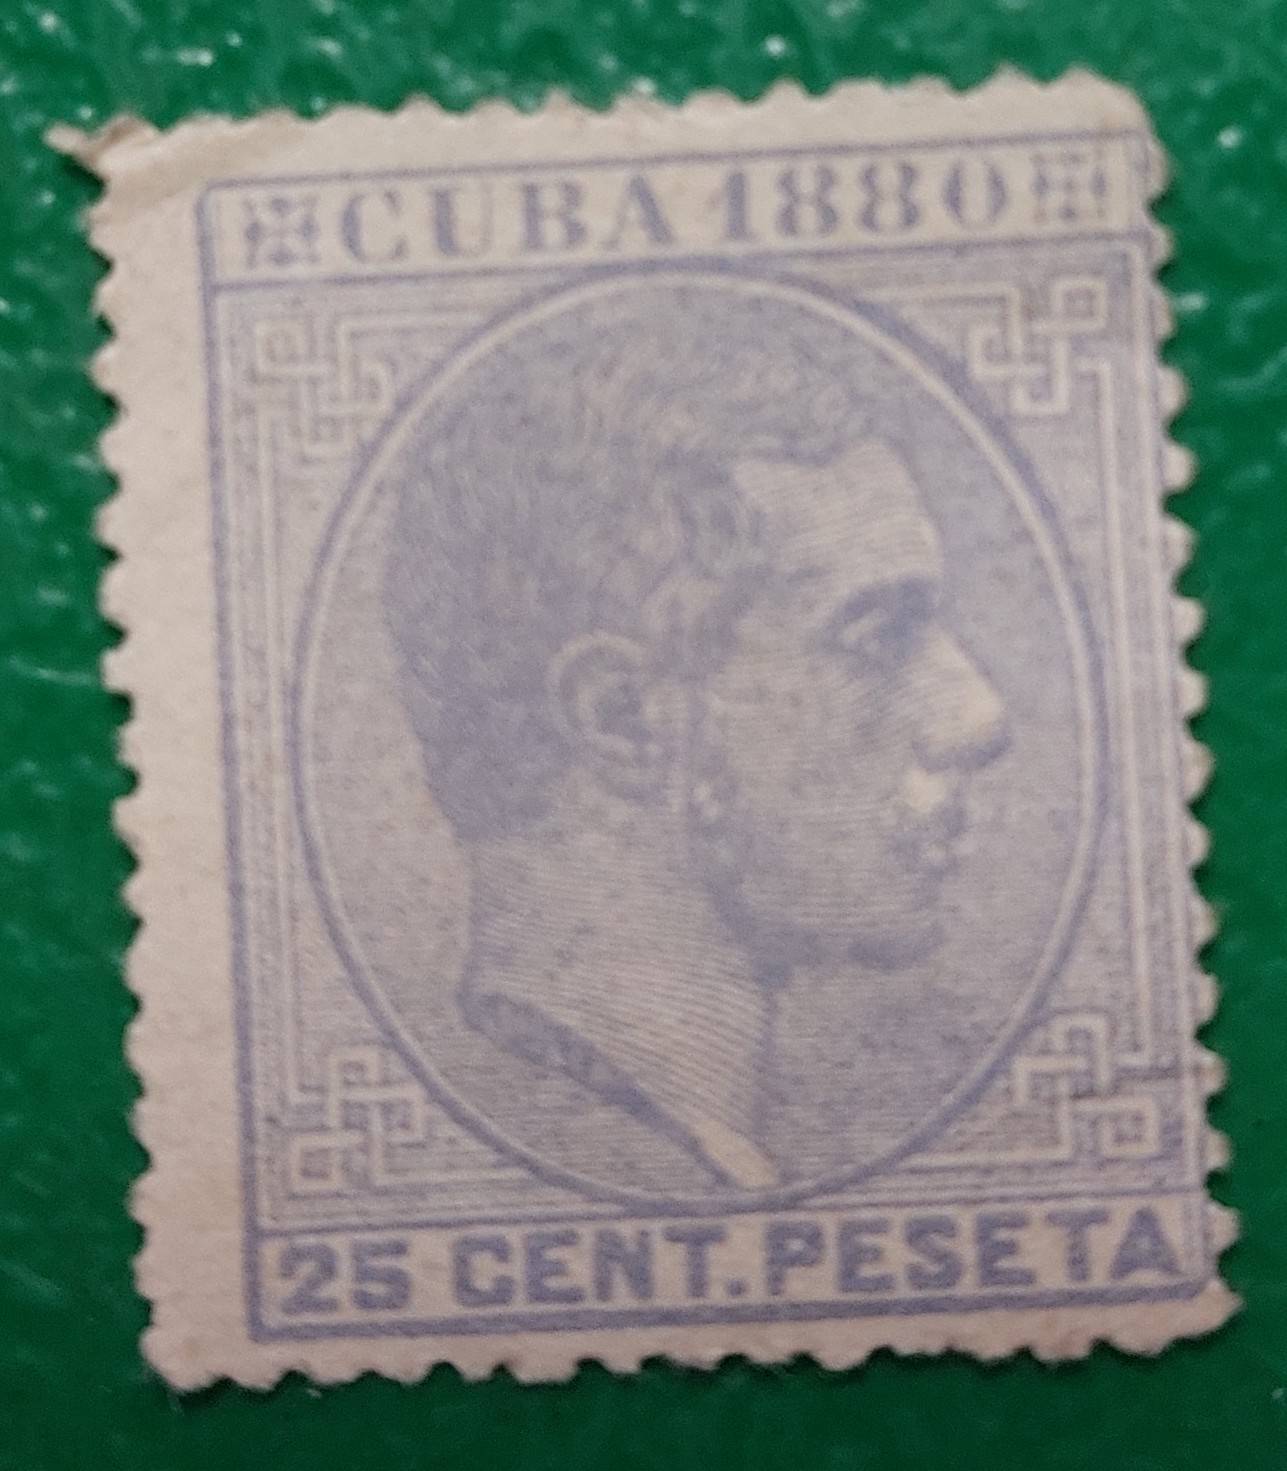 CUBA 1880
25 CENT. PESETA